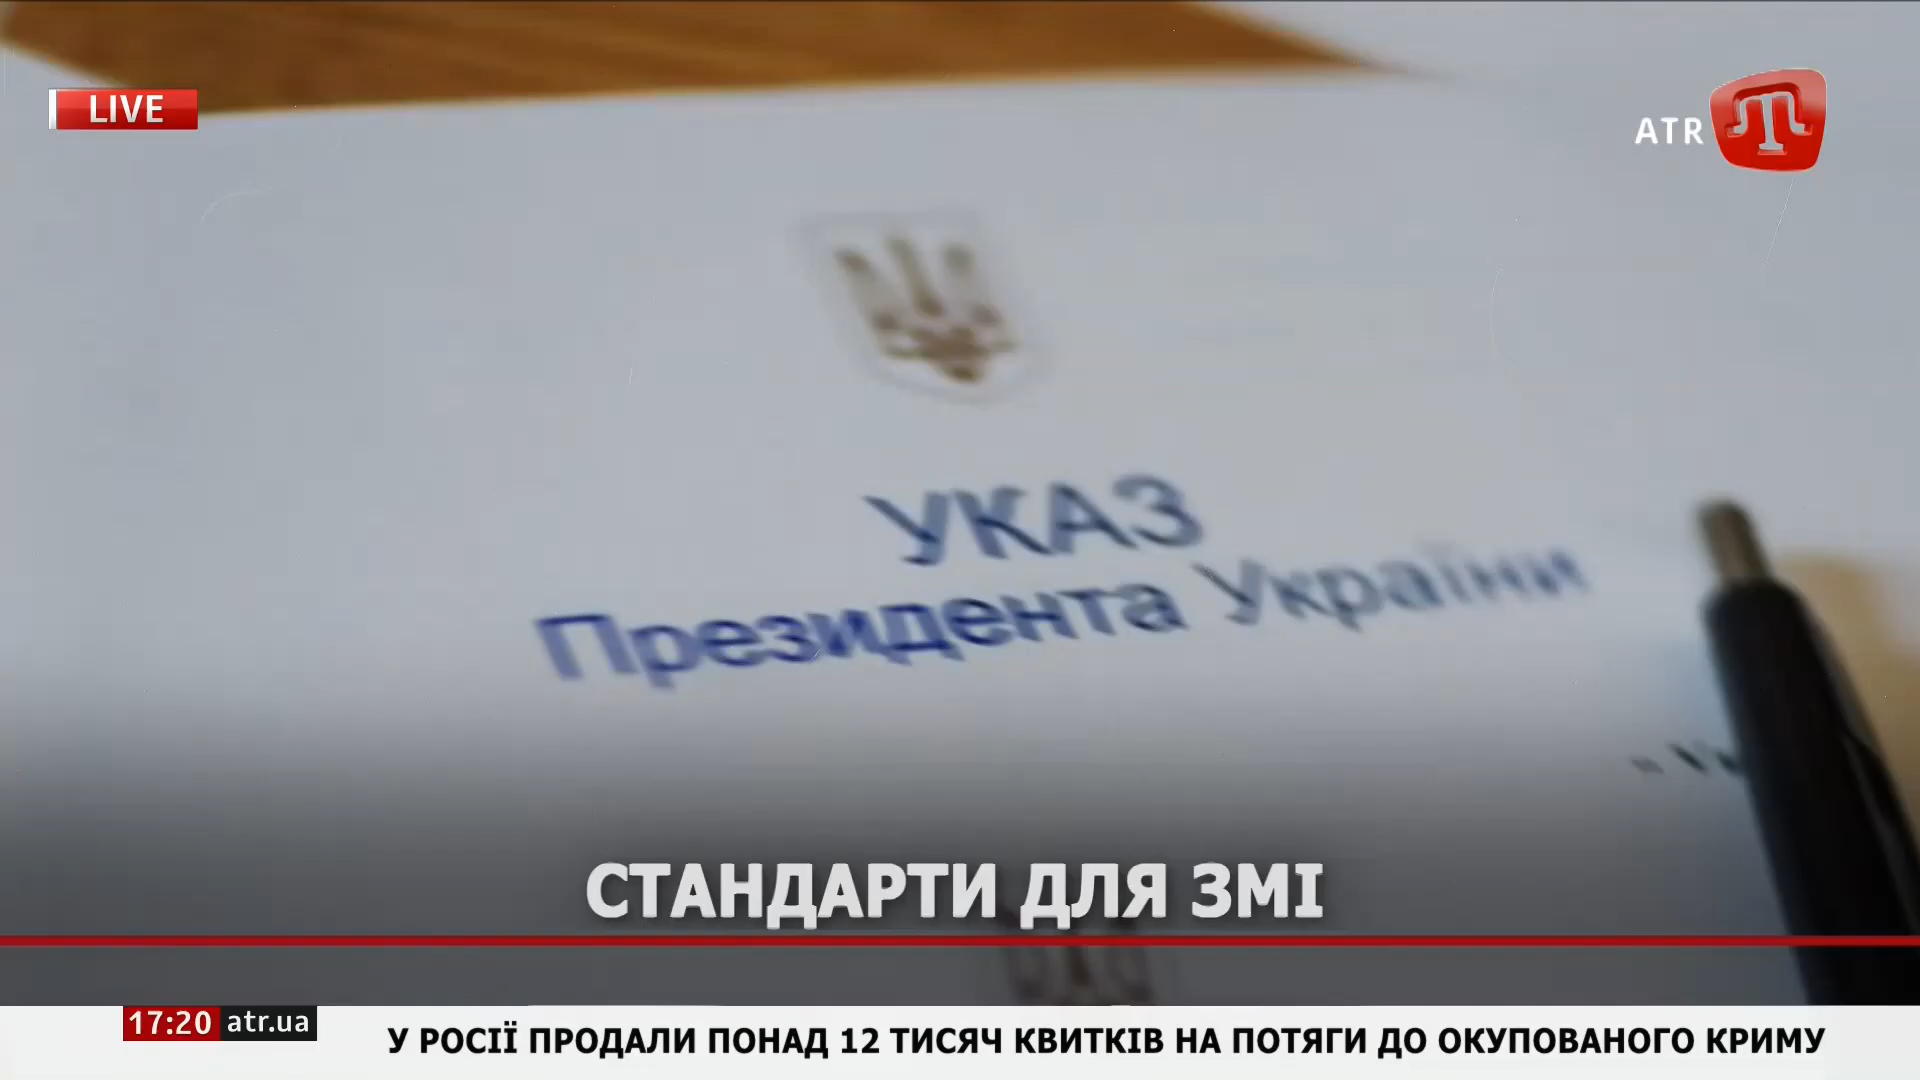 LIVE
ATR
УКАЗ
Президента України
СТАНДАРТИ ДЛЯ ЗМІ
17:20 atr.ua
У РОСІЇ ПРОДАЛИ ПОНАД 12 ТИСЯЧ КВИТКІВ НА ПОТЯГИ ДО ОКУПОВАНОГО КРИМУ